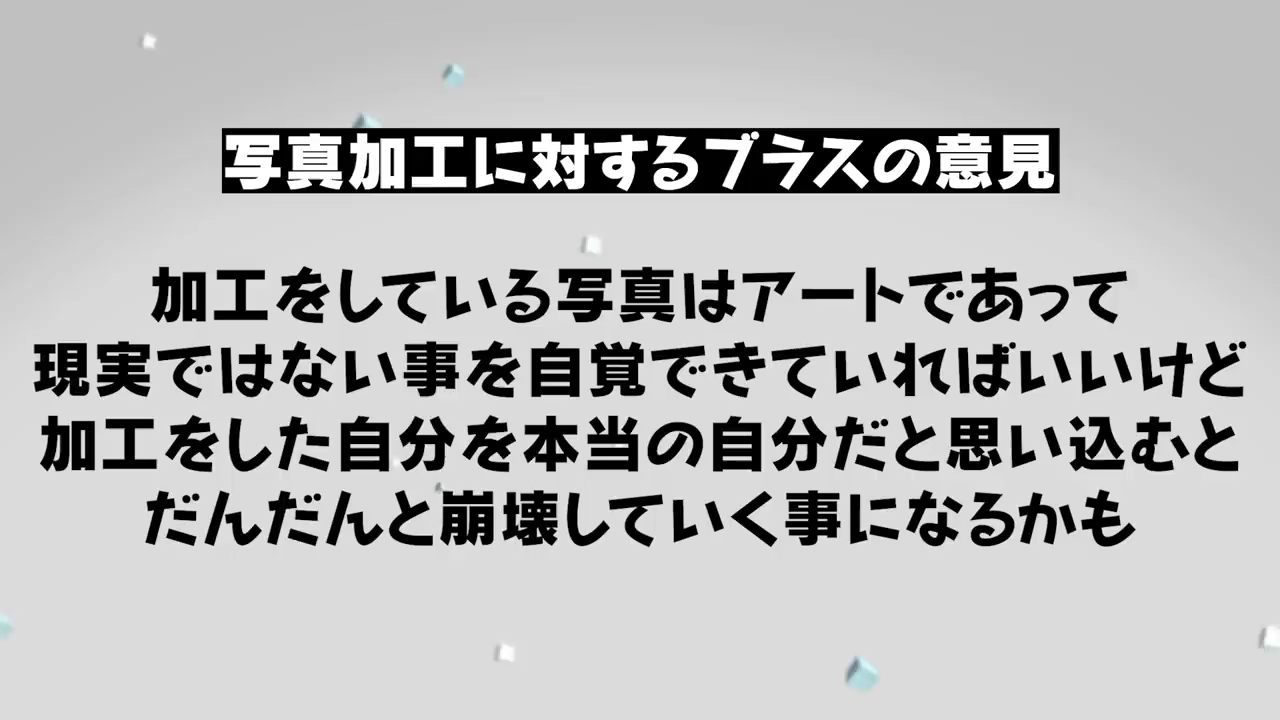 写真加工に対するプラスの意見
加工をしている写真はアートであって
現実ではない事を自覚できていればいいけど
加工をした自分を本当の自分だと思い込むと
だんだんと崩壊していく事になるかも